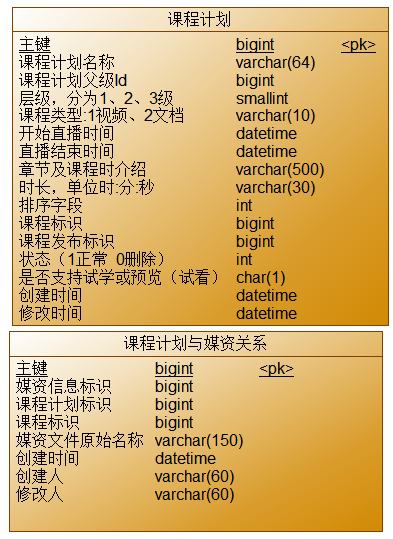 课程计划
主键 bigint <pk>
课程计划名称 varchar(64)
课程计划父级Id bigint
层级，分为1、2、3级 smallint
课程类型:1视频、2文档 varchar(10)
开始直播时间 datetime
直播结束时间 datetime
章节及课程时介绍 varchar(500)
时长，单位时:分:秒 varchar(30)
排序字段 int
课程标识 bigint
课程发布标识 bigint
状态（1正常 0删除） int
是否支持试学或预览（试看） char(1)
创建时间 datetime
修改时间 datetime
课程计划与媒资关系
主键 bigint <pk>
媒资信息标识 bigint
课程计划标识 bigint
课程标识 bigint
媒资文件原始名称 varchar(150)
创建时间 datetime
创建人 varchar(60)
修改人 varchar(60)